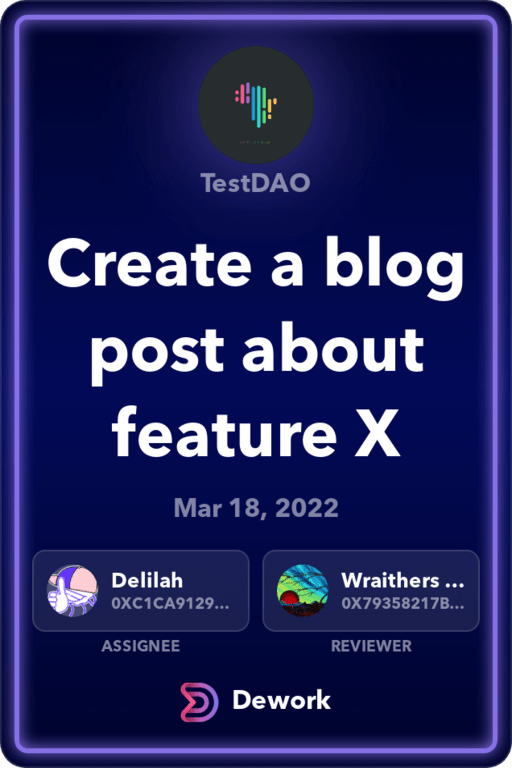 TestDAO
Create a blog
post about
feature X
Mar 18, 2022
Delilah
0XC1CA9129...
Wraithers ...
0X79358217B...
ASSIGNEE
REVIEWER
Dework